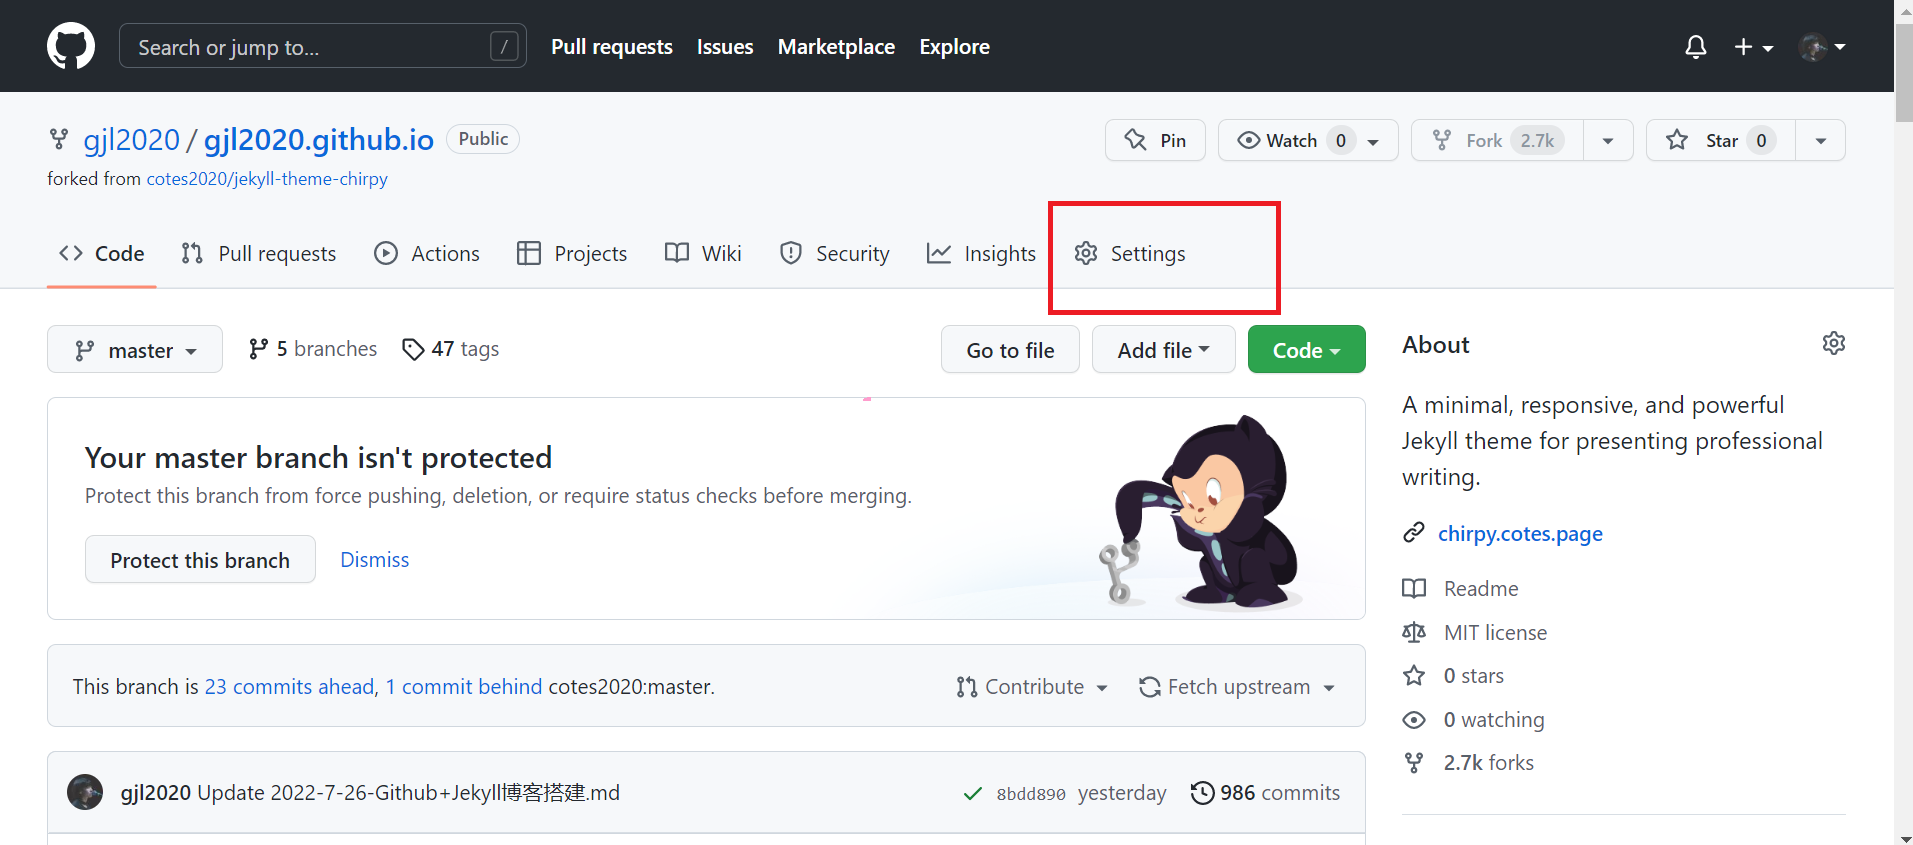 Search or jump to... /
Pull requests Issues Marketplace Explore
gjl2020 / gjl2020.github.io Public
Pin Watch 0 Fork 2.7k Star 0
forked from cotes2020/jekyll-theme-chirpy
Code Pull requests Actions Projects Wiki Security Insights Settings
master 5 branches 47 tags Go to file Add file Code
Your master branch isn't protected
Protect this branch from force pushing, deletion, or require status checks before merging.
Protect this branch Dismiss
This branch is 23 commits ahead, 1 commit behind cotes2020:master. Contribute Fetch upstream
gjl2020 Update 2022-7-26-Github+Jekyll博客搭建.md 8bdd890 yesterday 986 commits
About
A minimal, responsive, and powerful
Jekyll theme for presenting professional
writing.
chirpy.cotes.page
Readme
MIT license
0 stars
0 watching
2.7k forks